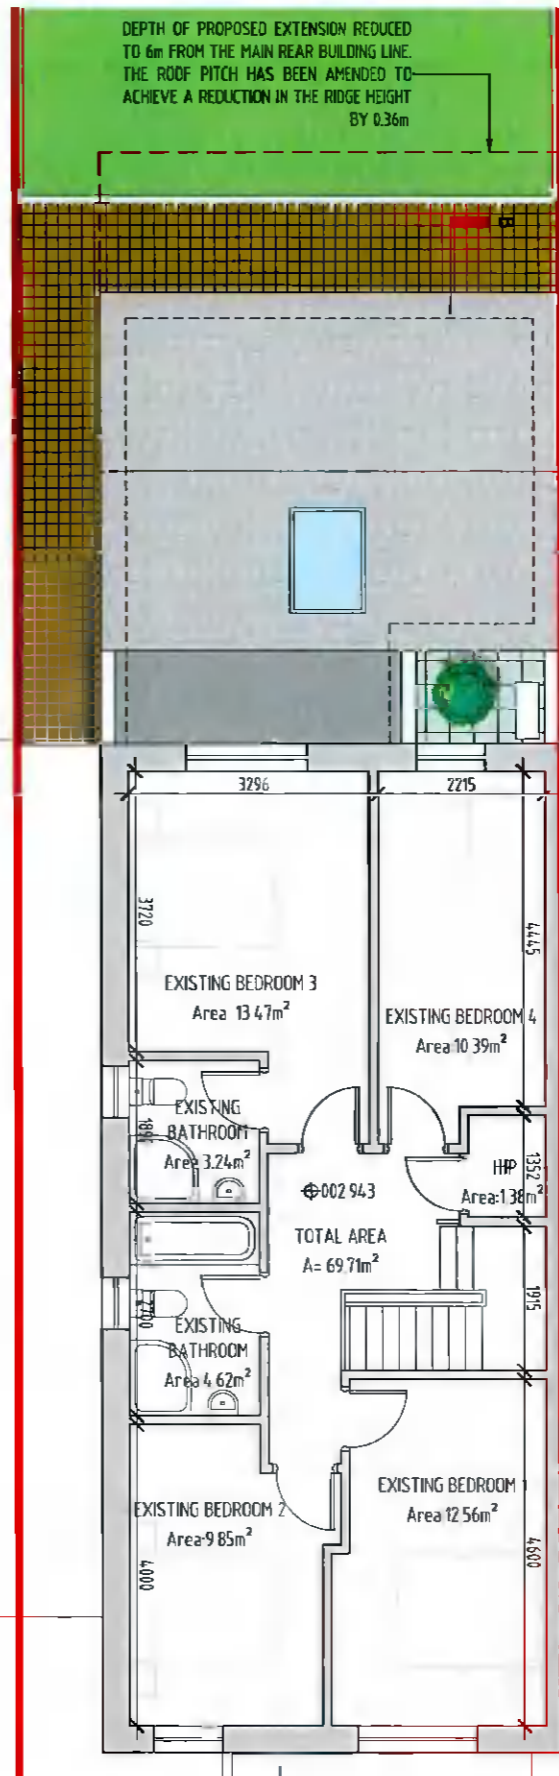 DEPTH OF PROPOSED EXTENSION REDUCED
TO 6m FROM THE MAIN REAR BUILDING LINE.
THE ROOF PITCH HAS BEEN AMENDED TO
ACHIEVE A REDUCTION IN THE RIDGE HEIGHT
BY 0.36m
B
3296
2215
3720
4445
EXISTING BEDROOM 3
Area 13 47m²
EXISTING BEDROOM 4
Area 10 39m²
EXISTING
BATHROOM
Area 3.24m²
1352
Area:1.38m²
002 943
TOTAL AREA
A= 69.71m²
1915
2700
EXISTING
BATHROOM
Area 4 62m²
EXISTING BEDROOM 2
Area 9 85m²
EXISTING BEDROOM 1
Area 12 56m²
4000
4600